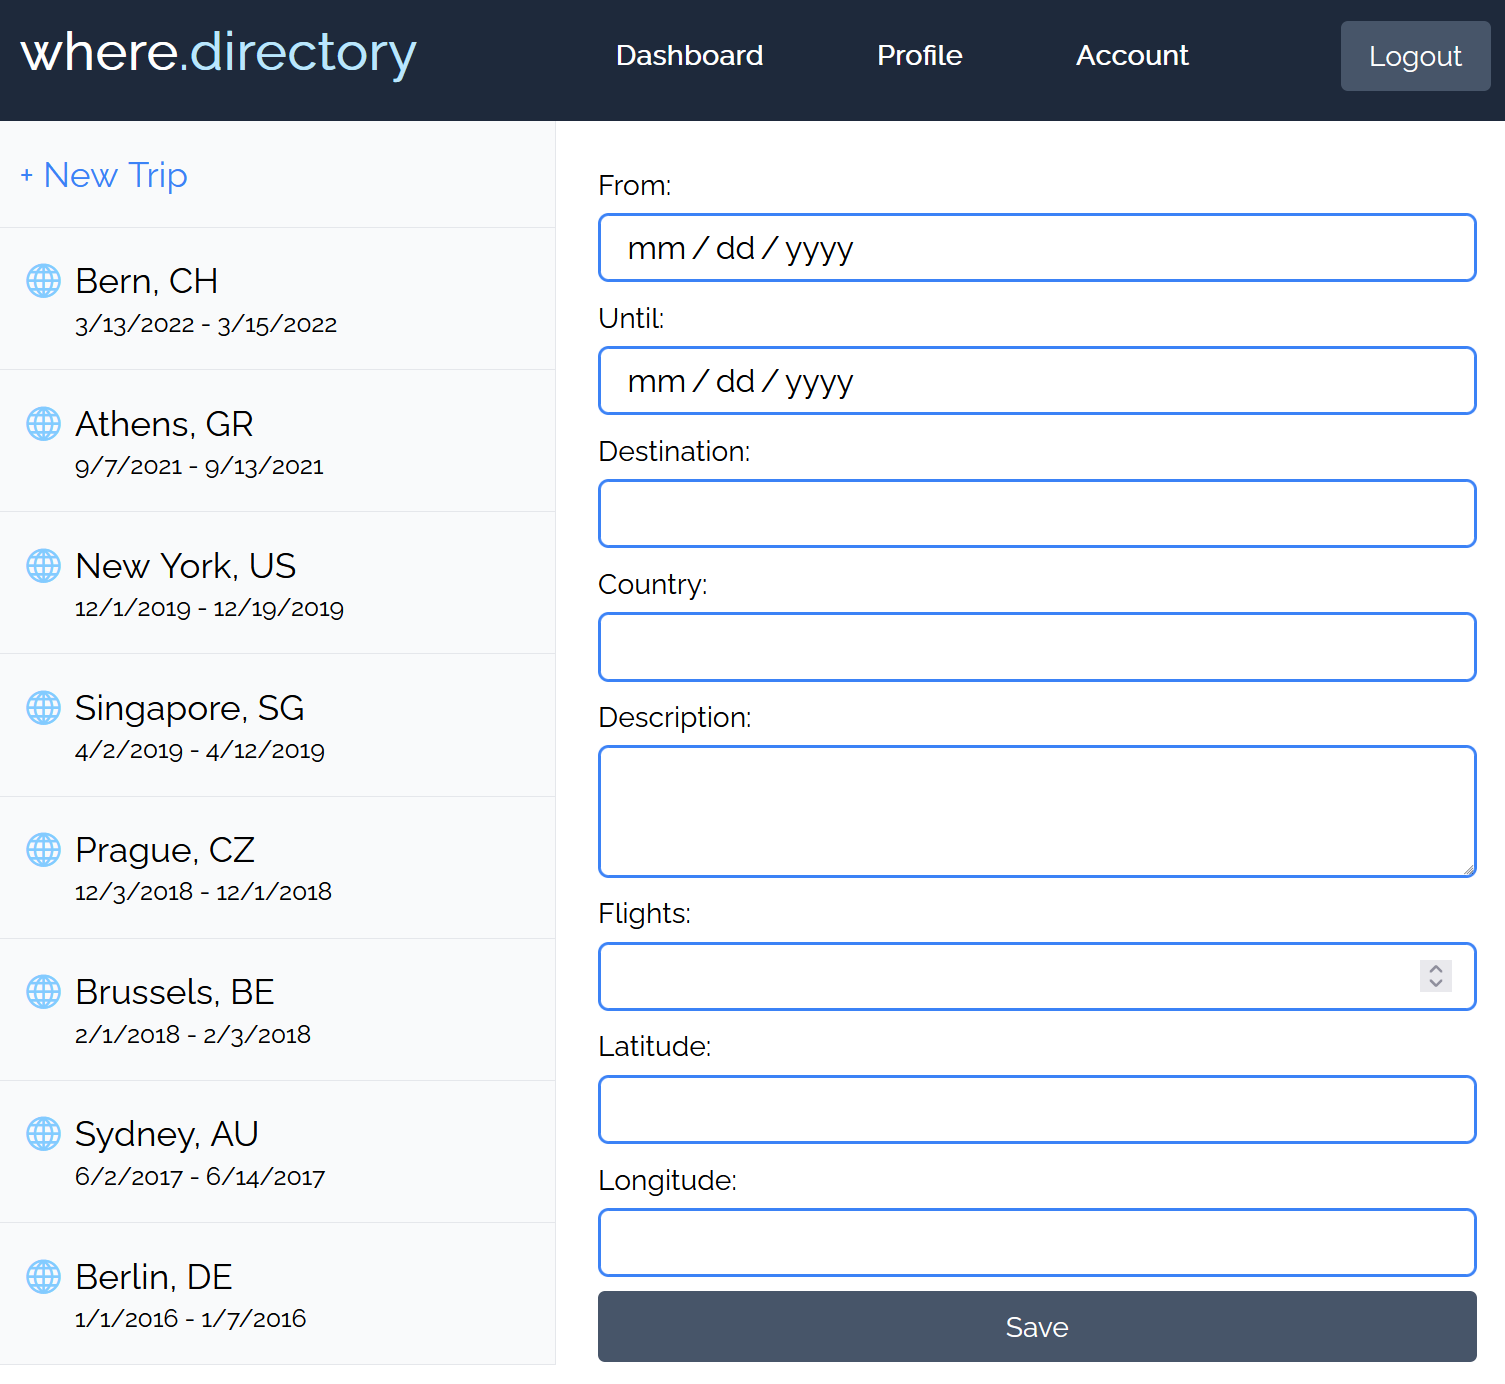 where.directory
Dashboard
Profile
Account
Logout
+ New Trip
Bern, CH
3/13/2022 - 3/15/2022
Athens, GR
9/7/2021 - 9/13/2021
New York, US
12/1/2019 - 12/19/2019
Singapore, SG
4/2/2019 - 4/12/2019
Prague, CZ
12/3/2018 - 12/1/2018
Brussels, BE
2/1/2018 - 2/3/2018
Sydney, AU
6/2/2017 - 6/14/2017
Berlin, DE
1/1/2016 - 1/7/2016
From:
mm / dd / yyyy
Until:
mm / dd / yyyy
Destination:
Country:
Description:
Flights:
Latitude:
Longitude:
Save